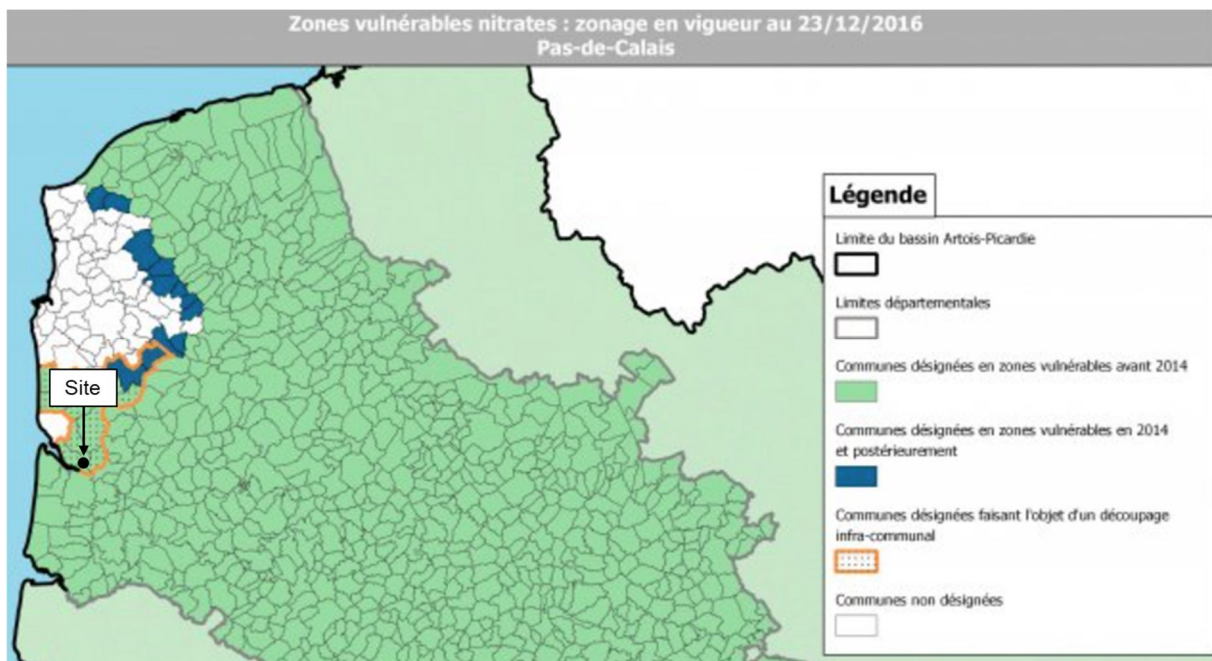 Zones vulnérables nitrates : zonage en vigueur au 23/12/2016
Pas-de-Calais
Site
Légende
Limite du bassin Artois-Picardie
Limites départementales
Communes désignées en zones vulnérables avant 2014
Communes désignées en zones vulnérables en 2014
et postérieurement
Communes désignées faisant l'objet d'un découpage
infra-communal
Communes non désignées